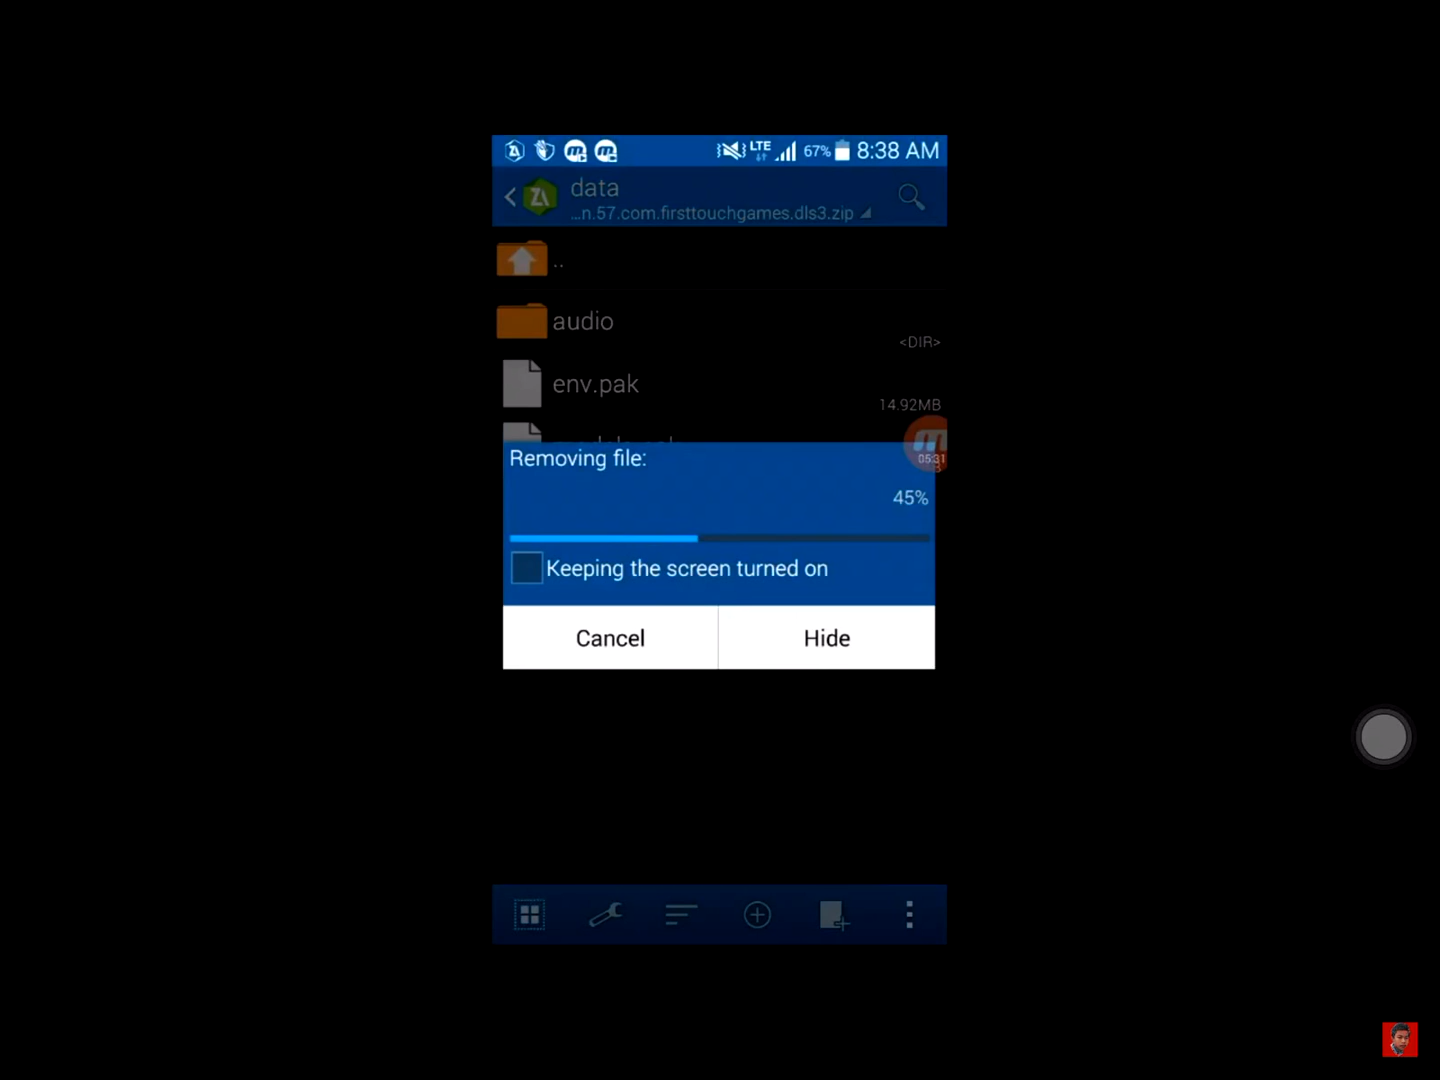 LTE 67% 8:38 AM
data
...n.57.com.firsttouchgames.dls3.zip
..
audio
<DIR>
env.pak
14.92MB
Removing file:
05:31
45%
Keeping the screen turned on
Cancel Hide